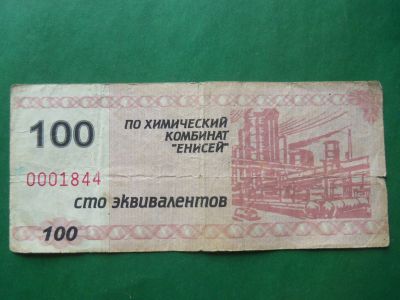 100
ПО ХИМИЧЕСКИЙ
КОМБИНАТ
"ЕНИСЕЙ"
0001844
СТО ЭКВИВАЛЕНТОВ
100